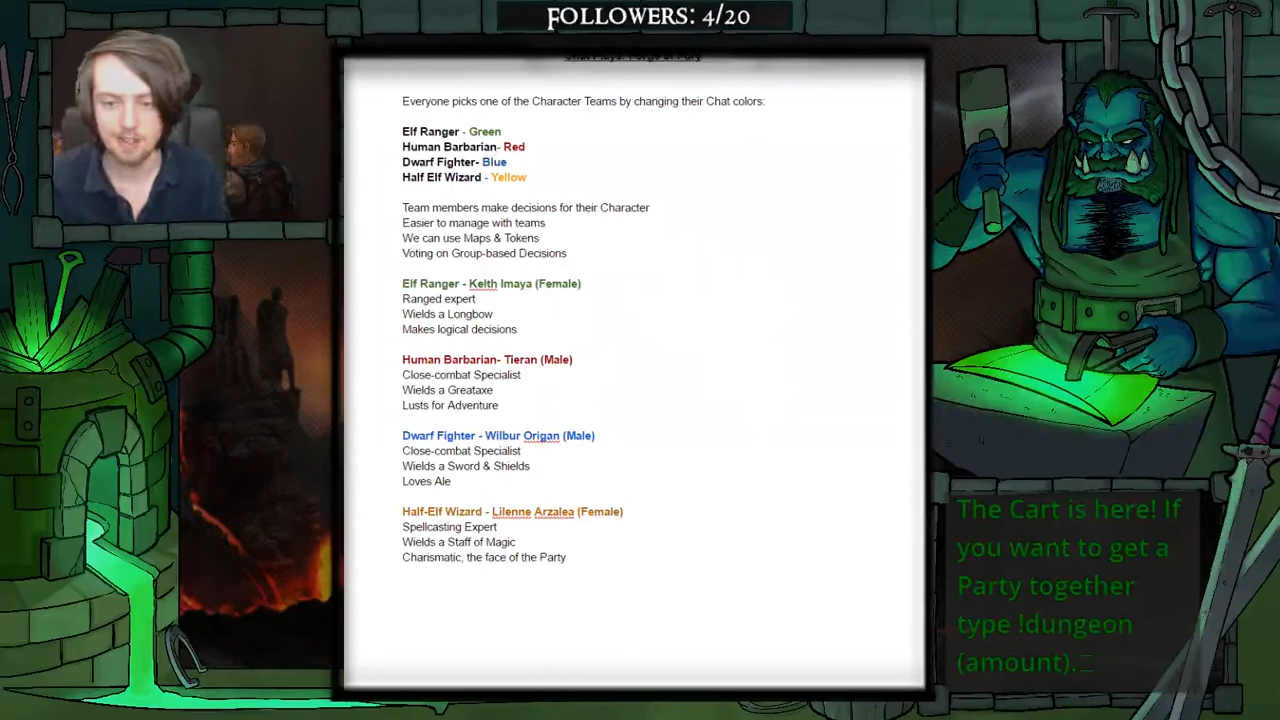 FOLLOWERS: 4/20
Everyone picks one of the Character Teams by changing their Chat colors:
Elf Ranger - Green
Human Barbarian- Red
Dwarf Fighter- Blue
Half Elf Wizard - Yellow
Team members make decisions for their Character
Easier to manage with teams
We can use Maps & Tokens
Voting on Group-based Decisions
Elf Ranger - Keith Imaya (Female)
Ranged expert
Wields a Longbow
Makes logical decisions
Human Barbarian- Tieran (Male)
Close-combat Specialist
Wields a Greataxe
Lusts for Adventure
Dwarf Fighter - Wilbur Origan (Male)
Close-combat Specialist
Wields a Sword & Shields
Loves Ale
Half-Elf Wizard - Lilenne Arzalea (Female)
Spellcasting Expert
Wields a Staff of Magic
Charismatic, the face of the Party
The Cart is here! If
you want to get a
Party together
type !dungeon
(amount).